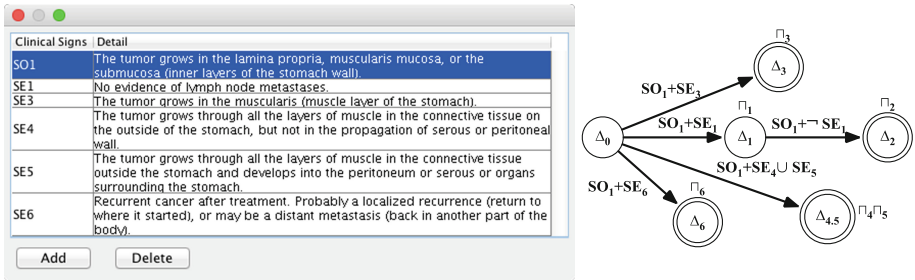 Clinical Signs Detail
SO1
The tumor grows in the lamina propria, muscularis mucosa, or the
submucosa (inner layers of the stomach wall).
SE1 No evidence of lymph node metastases.
SE3 The tumor grows in the muscularis (muscle layer of the stomach).
SE4
The tumor grows through all the layers of muscle in the connective tissue on
the outside of the stomach, but not in the propagation of serous or peritoneal
wall.
SE5
The tumor grows through all the layers of muscle in the connective tissue
outside the stomach and develops into the peritoneum or serous or organs
surrounding the stomach.
SE6
Recurrent cancer after treatment. Probably a localized recurrence (return to
where it started), or may be a distant metastasis (back in another part of the
body).
Add Delete
⊓3
Δ3
SO1+SE3
⊓1
⊓2
SO1+SE1
SO1+¬ SE1
Δ0
Δ1
Δ2
SO1+SE4∪ SE5
SO1+SE6
⊓6
⊓4⊓5
Δ6
Δ4.5